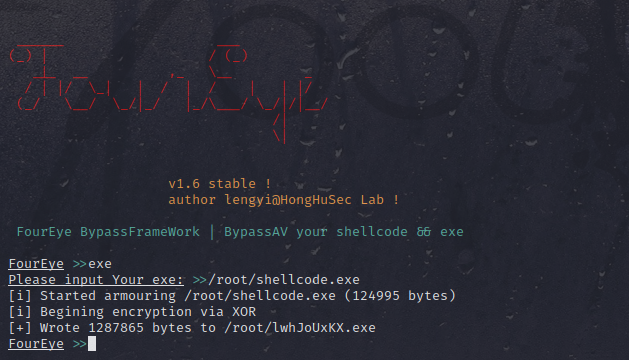 v1.6 stable !
author lengyi@HongHuSec Lab !
FourEye BypassFrameWork | BypassAV your shellcode && exe
FourEye >>exe
Please input Your exe: >>/root/shellcode.exe
[i] Started armouring /root/shellcode.exe (124995 bytes)
[i] Begining encryption via XOR
[+] Wrote 1287865 bytes to /root/lwhJoUxKX.exe
FourEye >>